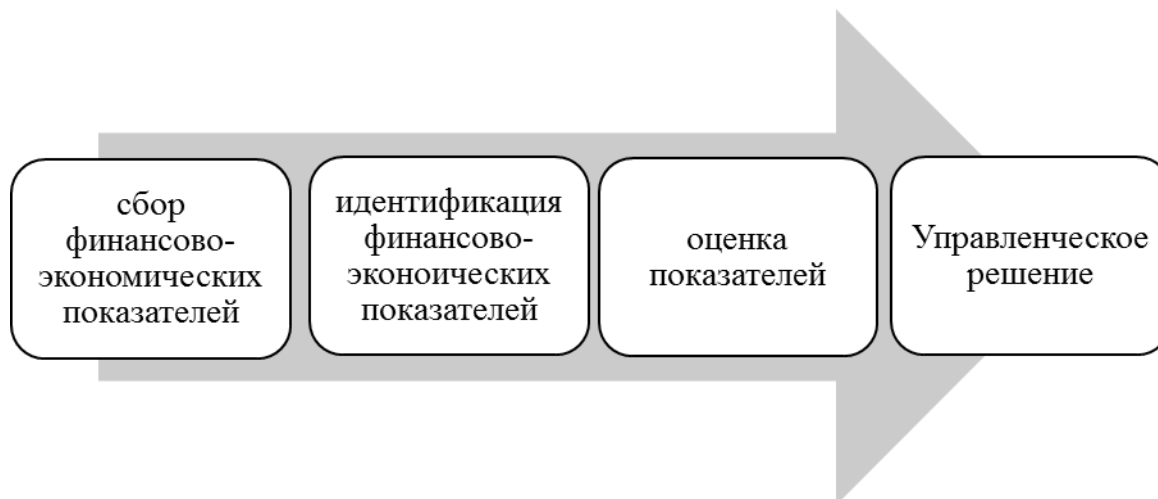 сбор
финансово-
экономических
показателей
идентификация
финансово-
эконоических
показателей
оценка
показателей
Управленческое
решение